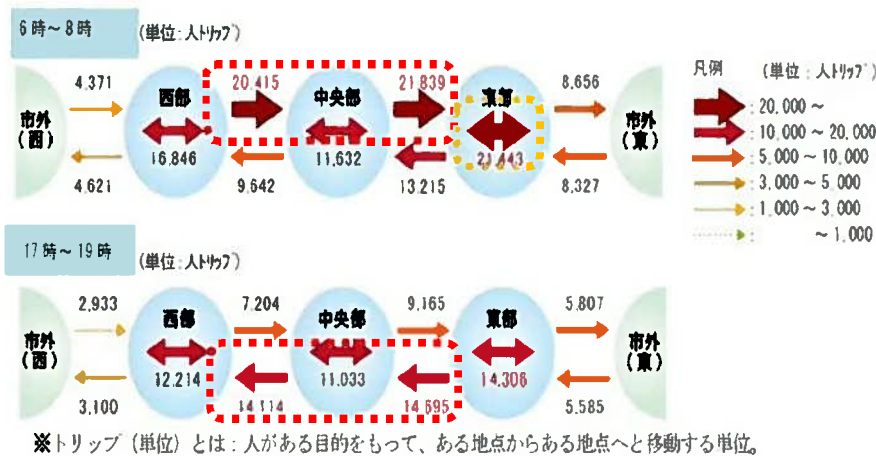 6時～8時 (単位:人トリップ)
4,371 20,415 21,839 8,656
市外(西) 西部 中央部 東部 市外(東)
16,846 11,632 21,443
4,621 9,642 13,215 8,327
凡例 (単位:人トリップ)
:20,000～
:10,000～20,000
:5,000～10,000
:3,000～5,000
:1,000～3,000
: ～1,000
17時～19時 (単位:人トリップ)
2,933 7,204 9,165 5,807
市外(西) 西部 中央部 東部 市外(東)
12,214 11,033 14,306
3,100 14,114 14,695 5,585
※トリップ(単位)とは:人がある目的をもって、ある地点からある地点へと移動する単位。